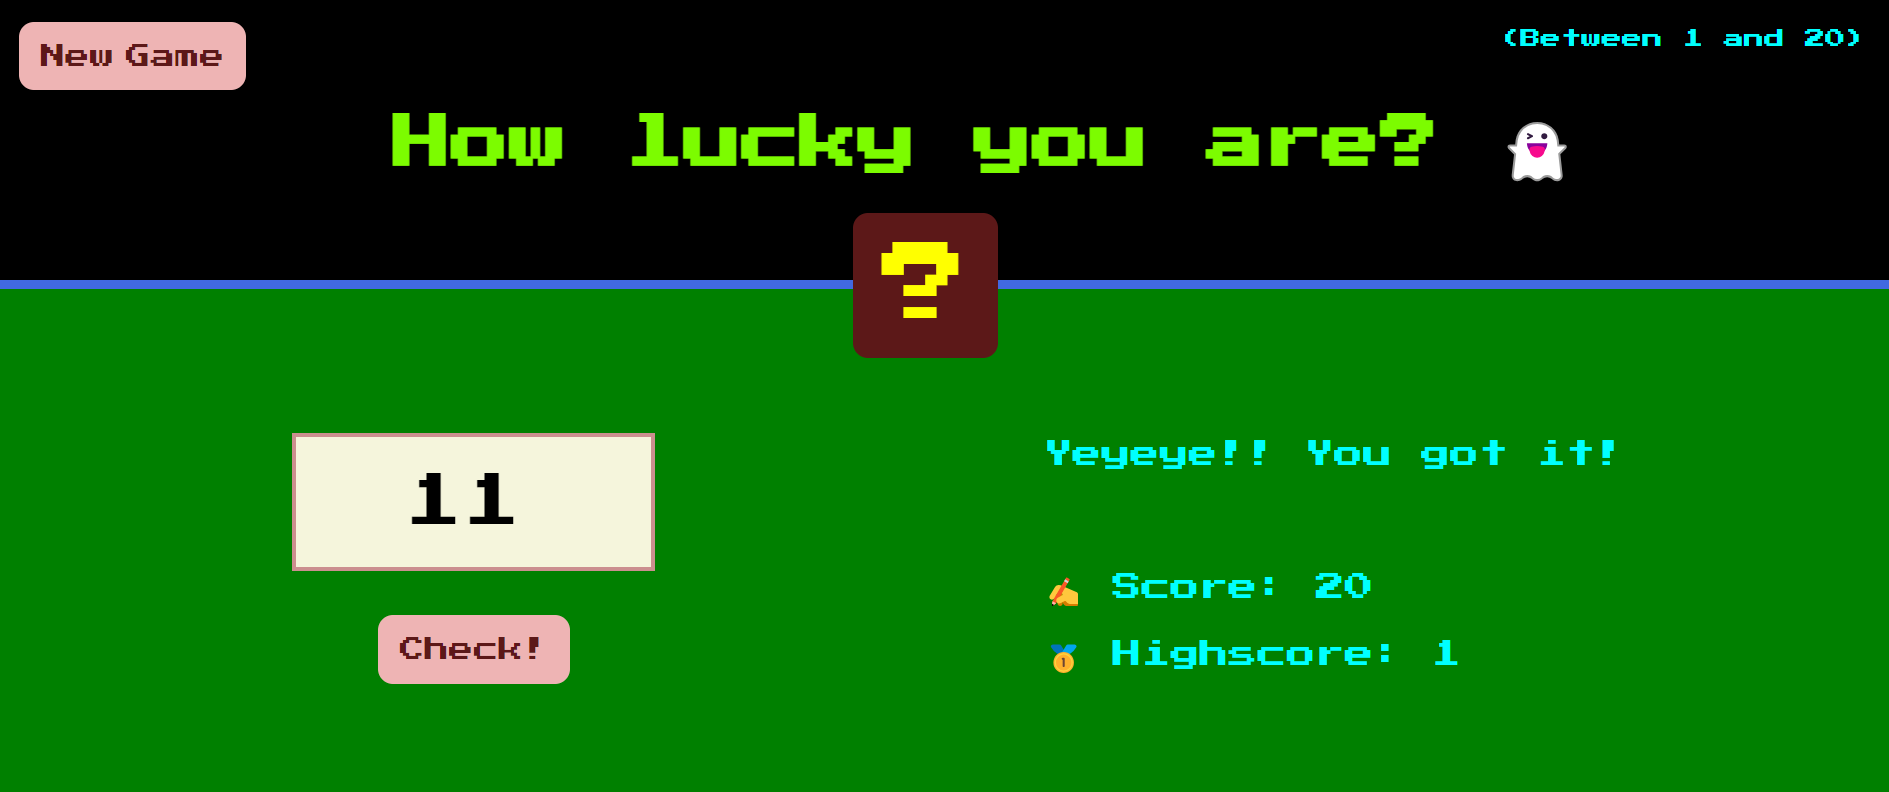 New Game
(Between 1 and 20)
How lucky you are? 👻
?
11
Check!
Yeyeye!! You got it!
✍️ Score: 20
🥇 Highscore: 1